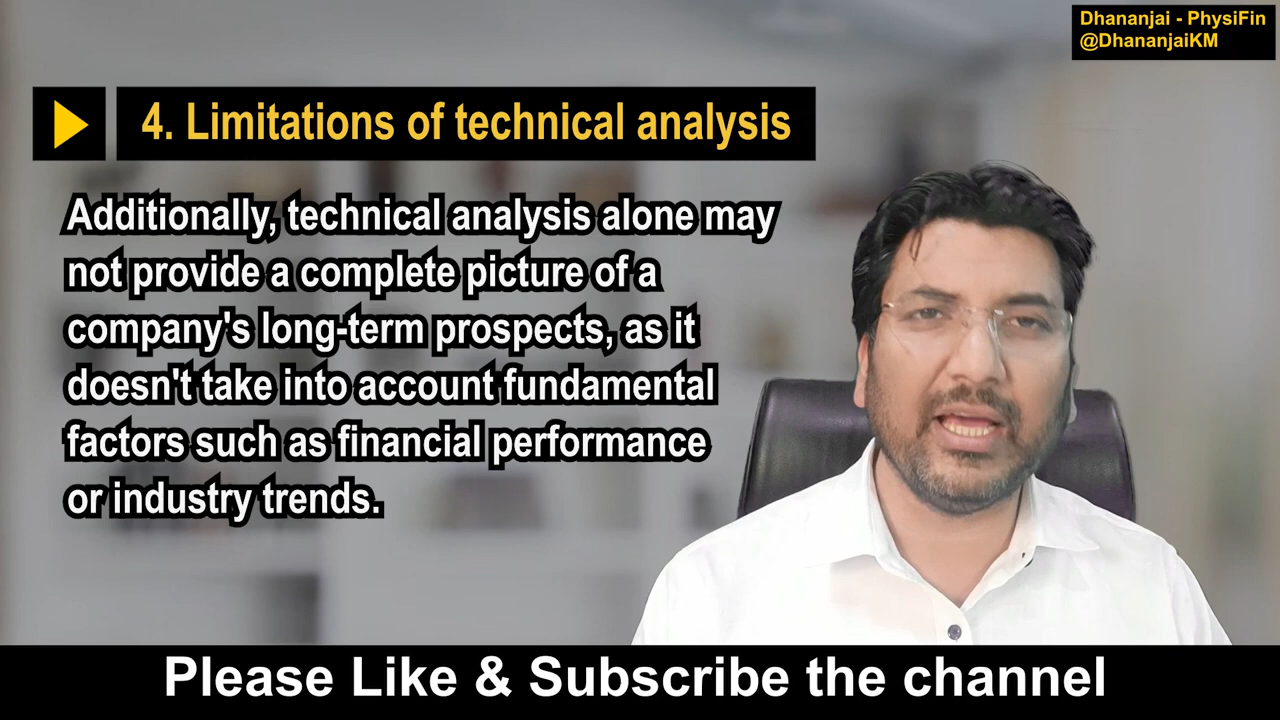 Dhananjai - PhysiFin
@DhananjaiKM
4. Limitations of technical analysis
Additionally, technical analysis alone may
not provide a complete picture of a
company's long-term prospects, as it
doesn't take into account fundamental
factors such as financial performance
or industry trends.
Please Like & Subscribe the channel